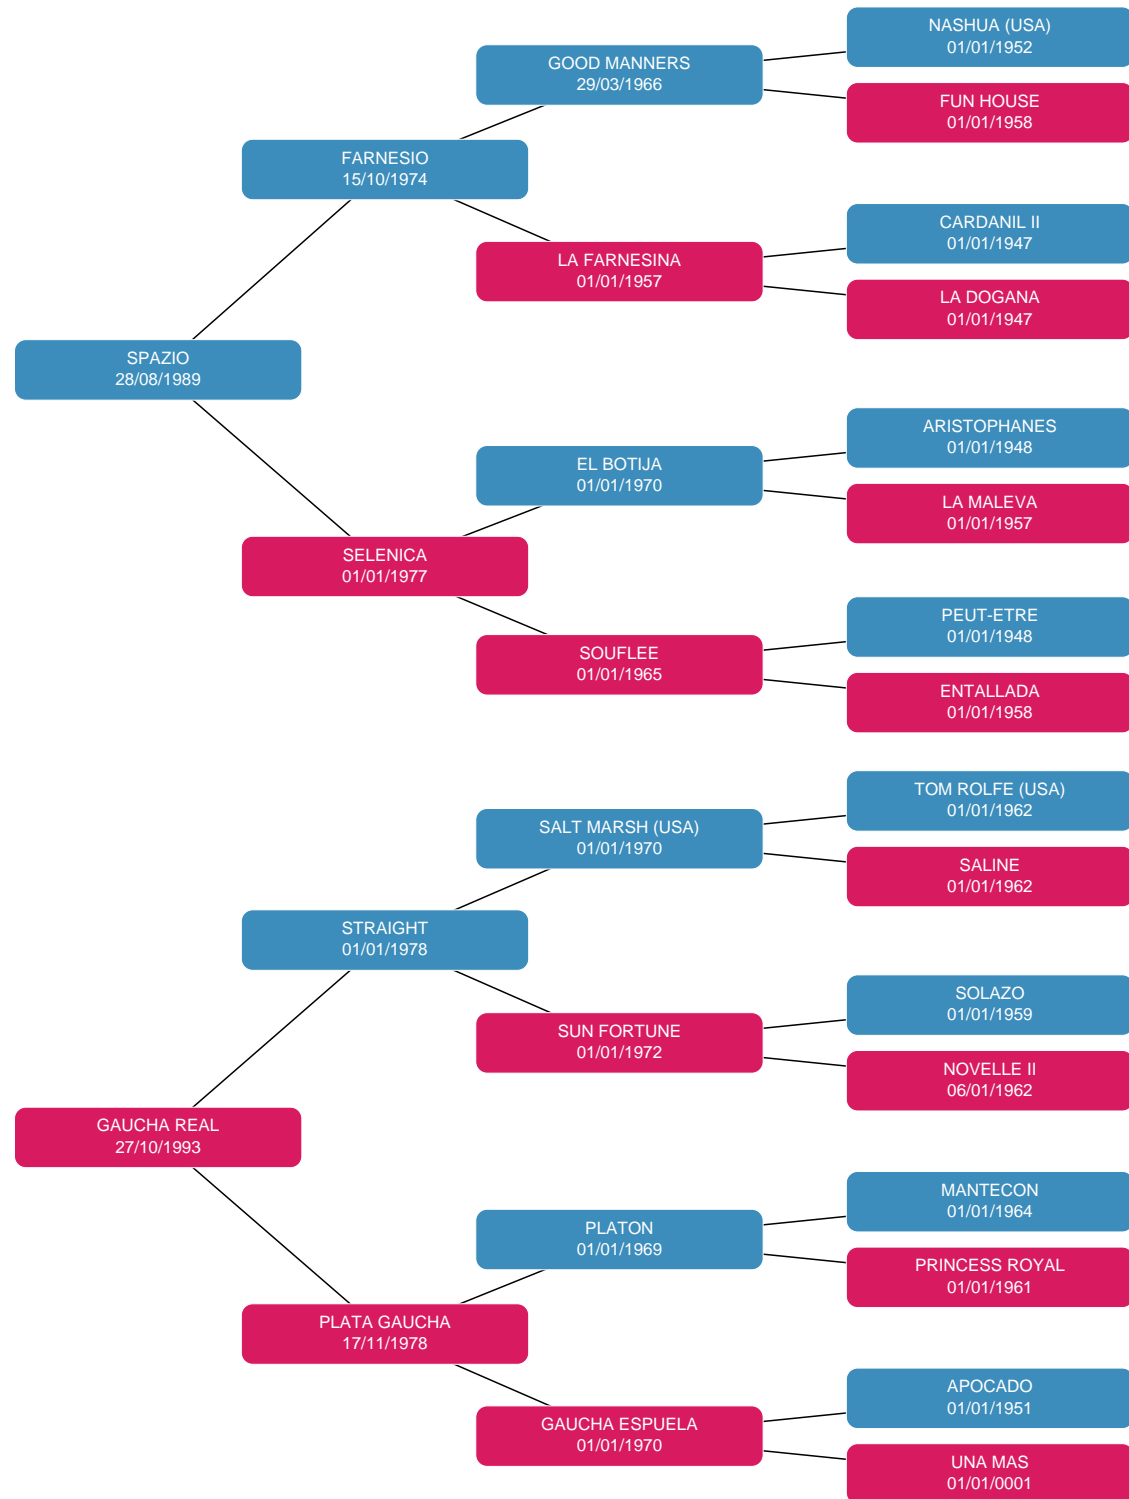 NASHUA (USA)
01/01/1952
GOOD MANNERS
29/03/1966
FUN HOUSE
01/01/1958
FARNESIO
15/10/1974
CARDANIL II
01/01/1947
LA FARNESINA
01/01/1957
LA DOGANA
01/01/1947
SPAZIO
28/08/1989
ARISTOPHANES
01/01/1948
EL BOTIJA
01/01/1970
LA MALEVA
01/01/1957
SELENICA
01/01/1977
PEUT-ETRE
01/01/1948
SOUFLEE
01/01/1965
ENTALLADA
01/01/1958
TOM ROLFE (USA)
01/01/1962
SALT MARSH (USA)
01/01/1970
SALINE
01/01/1962
STRAIGHT
01/01/1978
SOLAZO
01/01/1959
SUN FORTUNE
01/01/1972
NOVELLE II
06/01/1962
GAUCHA REAL
27/10/1993
MANTECON
01/01/1964
PLATON
01/01/1969
PRINCESS ROYAL
01/01/1961
PLATA GAUCHA
17/11/1978
APOCADO
01/01/1951
GAUCHA ESPUELA
01/01/1970
UNA MAS
01/01/0001